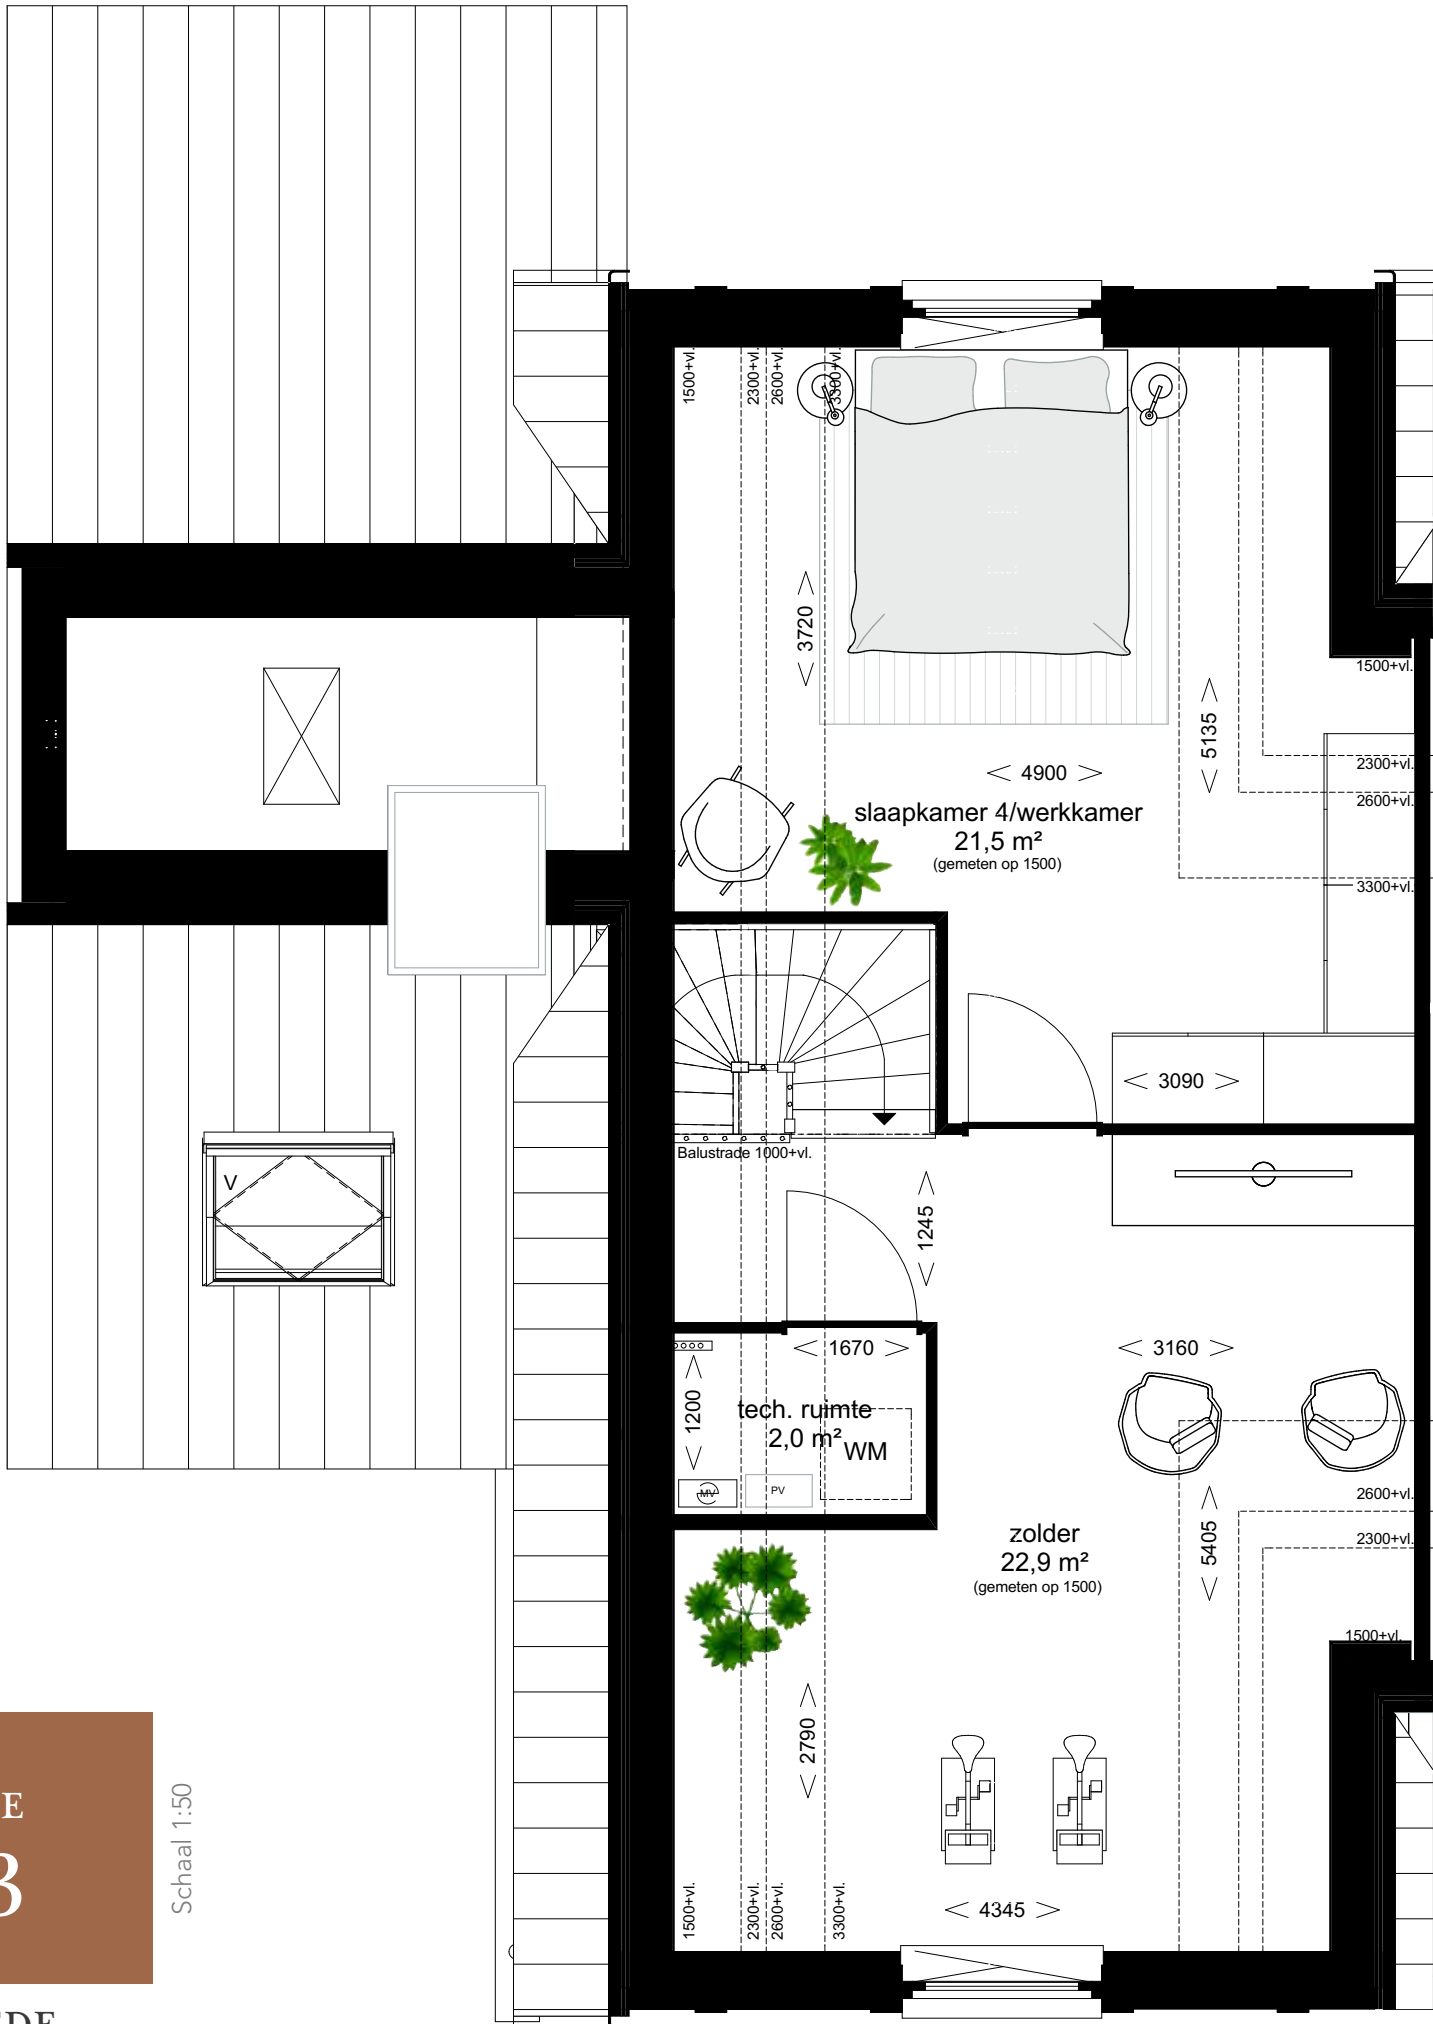 1500+vl.
2300+vl.
2600+vl.
3300+vl.
3720
1500+vl.
5135
2300+vl.
4900
2600+vl.
slaapkamer 4/werkkamer
21,5 m²
(gemeten op 1500)
3300+vl.
3090
Balustrade 1000+vl.
V
1245
1670
3160
1200
tech. ruimte
2,0 m²
WM
MV
PV
2600+vl.
zolder
22,9 m²
(gemeten op 1500)
5405
2300+vl.
1500+vl.
2790
E
3
Schaal 1:50
1500+vl.
2300+vl.
2600+vl.
3300+vl.
4345